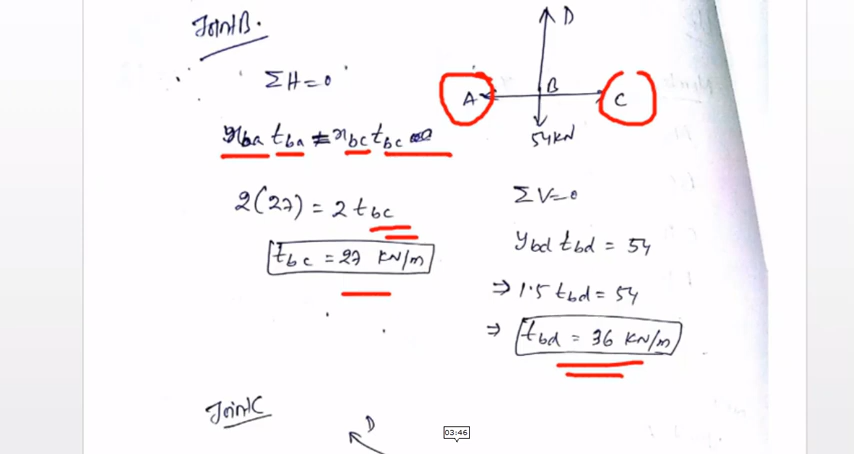 Joint B.
D
ΣH=0
A
B
C
54KN
x_ba t_ba = x_bc t_bc
2(27) = 2 t_bc
t_bc = 27 KN/m
ΣV=0
y_bd t_bd = 54
⇒ 1.5 t_bd = 54
⇒ t_bd = 36 KN/m
Joint C
D
03:46